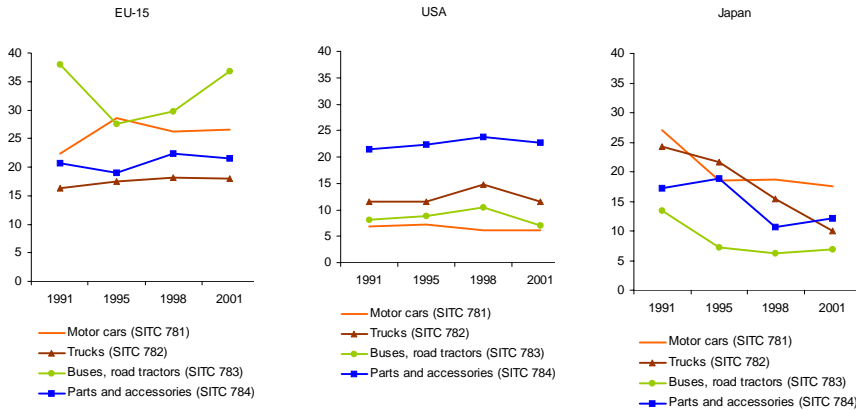 EU-15
40
35
30
25
20
15
10
5
0
1991 1995 1998 2001
Motor cars (SITC 781)
Trucks (SITC 782)
Buses, road tractors (SITC 783)
Parts and accessories (SITC 784)
USA
40
35
30
25
20
15
10
5
0
1991 1995 1998 2001
Motor cars (SITC 781)
Trucks (SITC 782)
Buses, road tractors (SITC 783)
Parts and accessories (SITC 784)
Japan
40
35
30
25
20
15
10
5
0
1991 1995 1998 2001
Motor cars (SITC 781)
Trucks (SITC 782)
Buses, road tractors (SITC 783)
Parts and accessories (SITC 784)